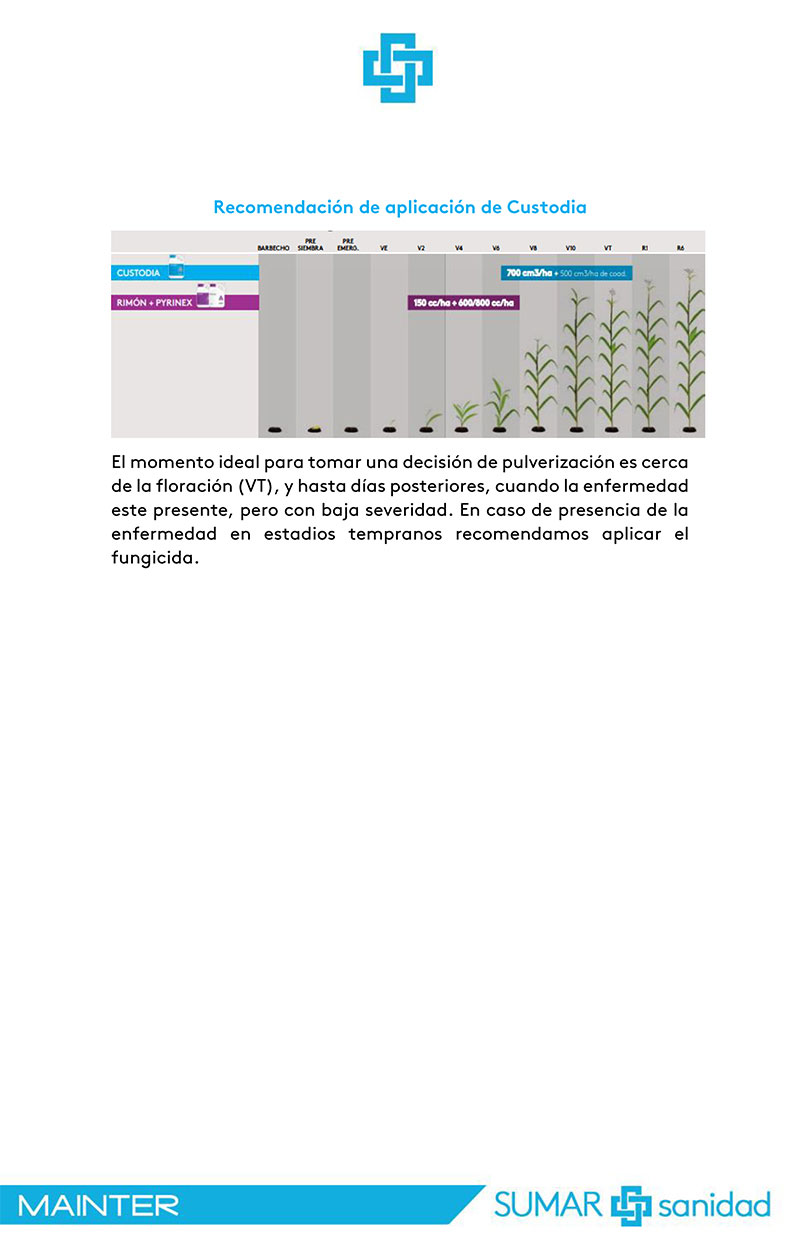 Recomendación de aplicación de Custodia
BARBECHO PRE SIEMBRA PRE EMERG. VE V2 V4 V6 V8 V10 VT R1 R6
CUSTODIA 700 cm3/ha + 500 cm3/ha de coad.
RIMÓN + PYRINEX 150 cc/ha + 600/800 cc/ha
El momento ideal para tomar una decisión de pulverización es cerca
de la floración (VT), y hasta días posteriores, cuando la enfermedad
este presente, pero con baja severidad. En caso de presencia de la
enfermedad en estadios tempranos recomendamos aplicar el
fungicida.
MAINTER SUMAR sanidad